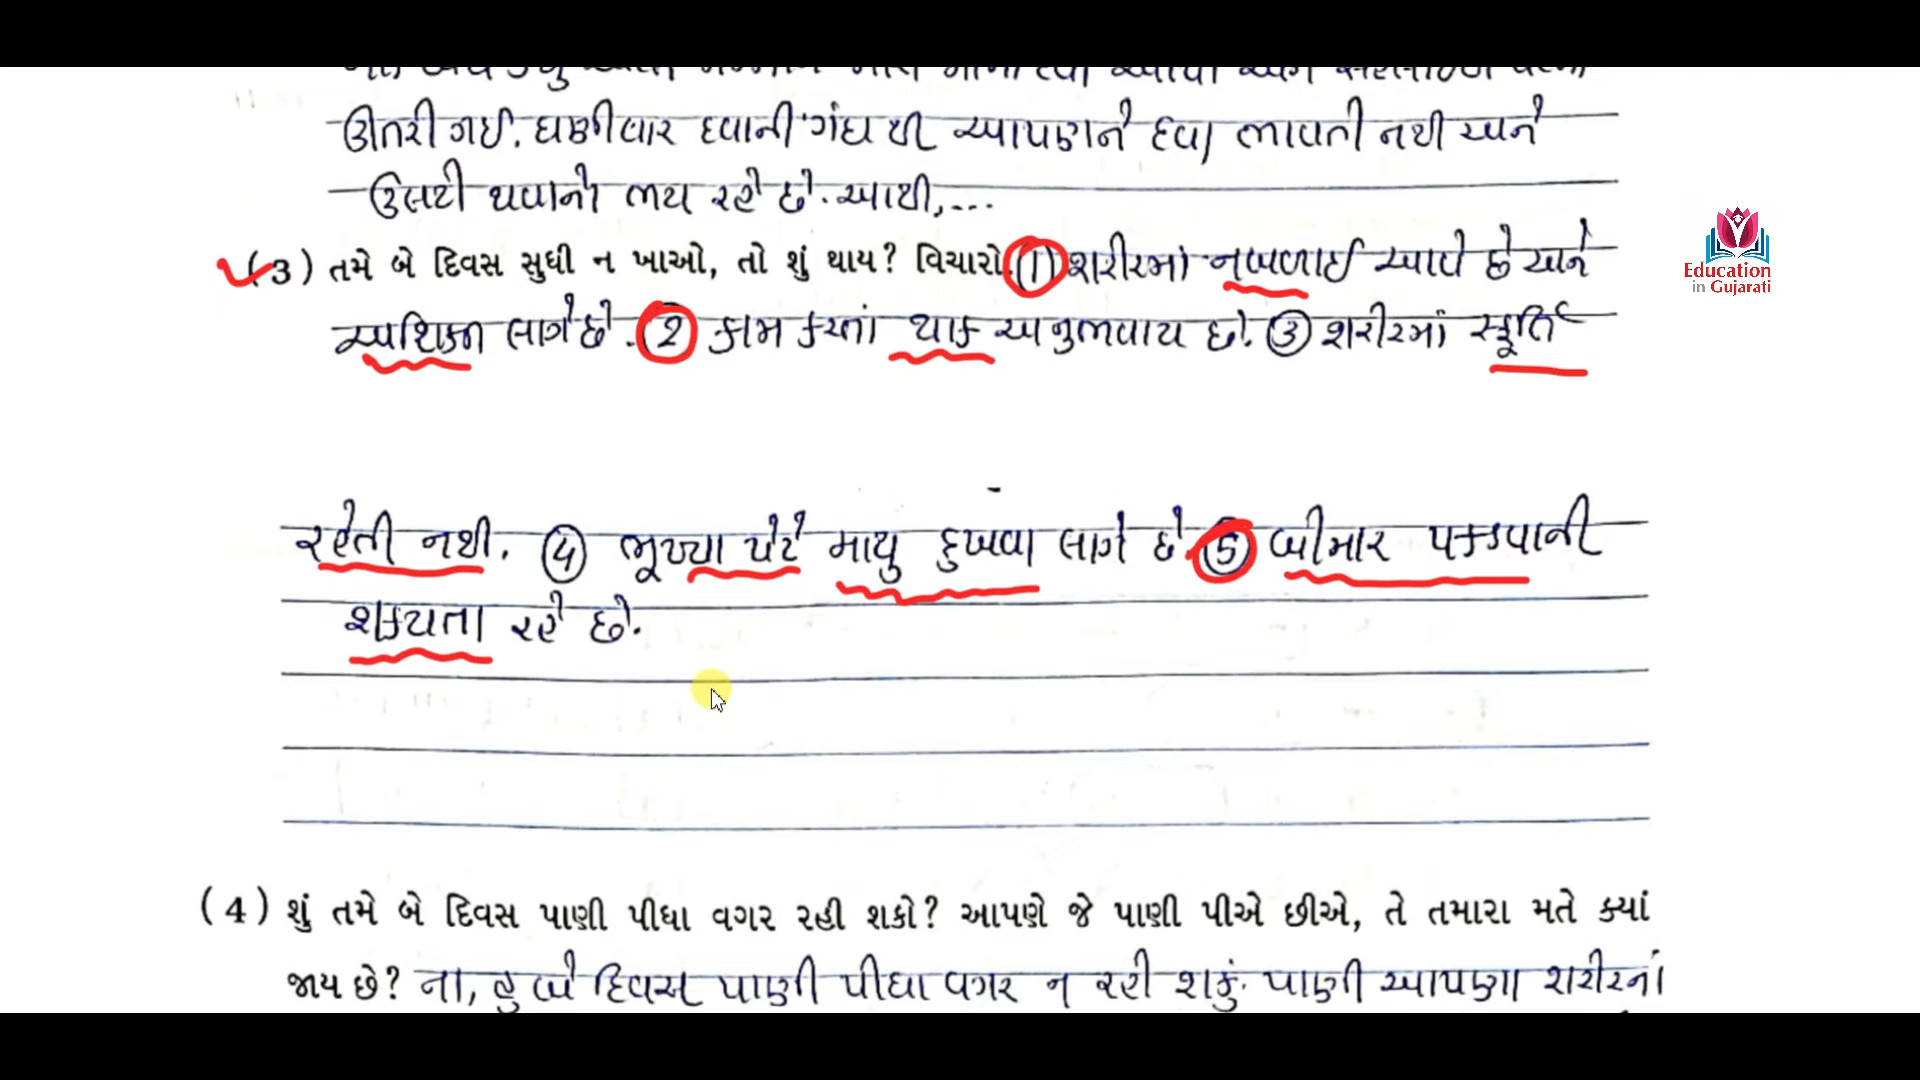 ઊતરી ગઈ. ઘણીવાર દવાની ગંધ થી આપણને દવા ભાવતી નથી અને
ઉલટી થવાનો ભય રહે છે. આથી,...
(3) તમે બે દિવસ સુધી ન ખાઓ, તો શું થાય? વિચારો. (1) શરીરમાં નબળાઈ આવે છે અને
અશક્તિ લાગે છે. (2) કામ કરતાં થાક અનુભવાય છે. (3) શરીરમાં સ્ફૂર્તિ
Education
in Gujarati
રહેતી નથી. (4) ભૂખ્યા પેટે માથુ દુખવા લાગે છે (5) બીમાર પડવાની
શક્યતા રહે છે.
(4) શું તમે બે દિવસ પાણી પીધા વગર રહી શકો? આપણે જે પાણી પીએ છીએ, તે તમારા મતે ક્યાં
જાય છે? ના, હુ બે દિવસ પાણી પીધા વગર ન રહી શકું. પાણી આપણા શરીરનાં